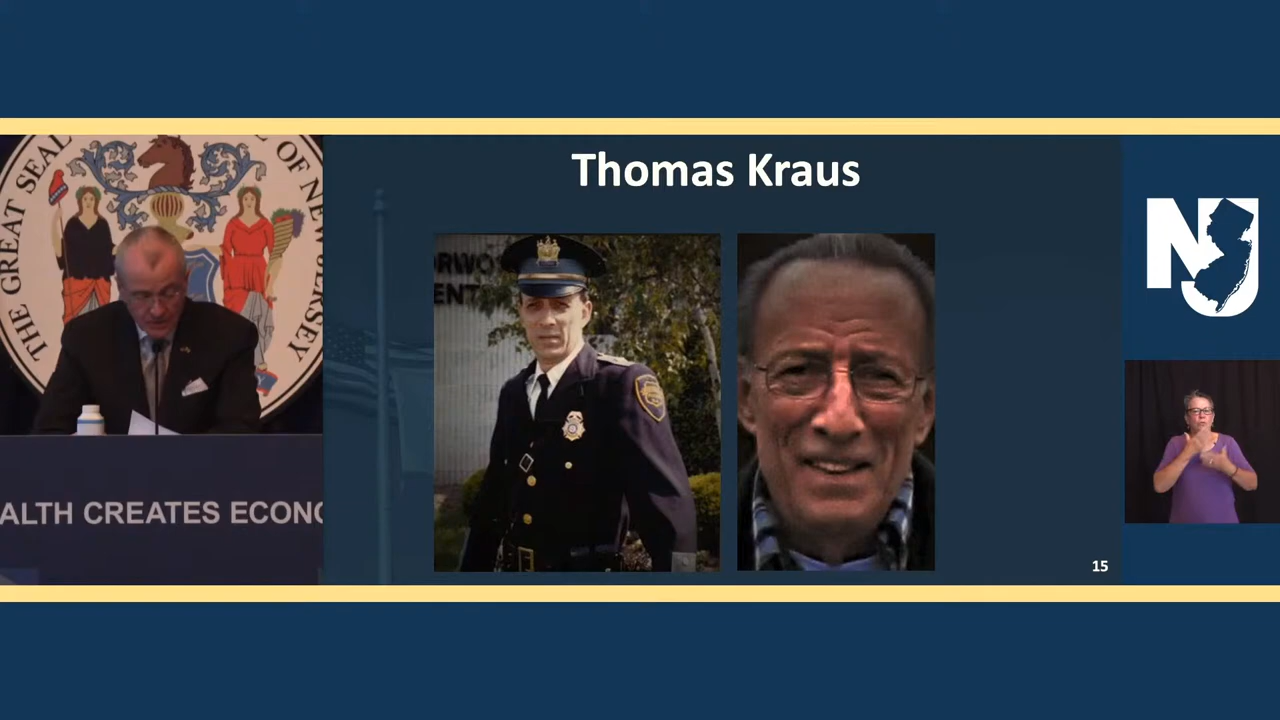 Thomas Kraus
THE GREAT SEAL
OF NEW JERSEY
ALTH CREATES ECONO
NJ
15